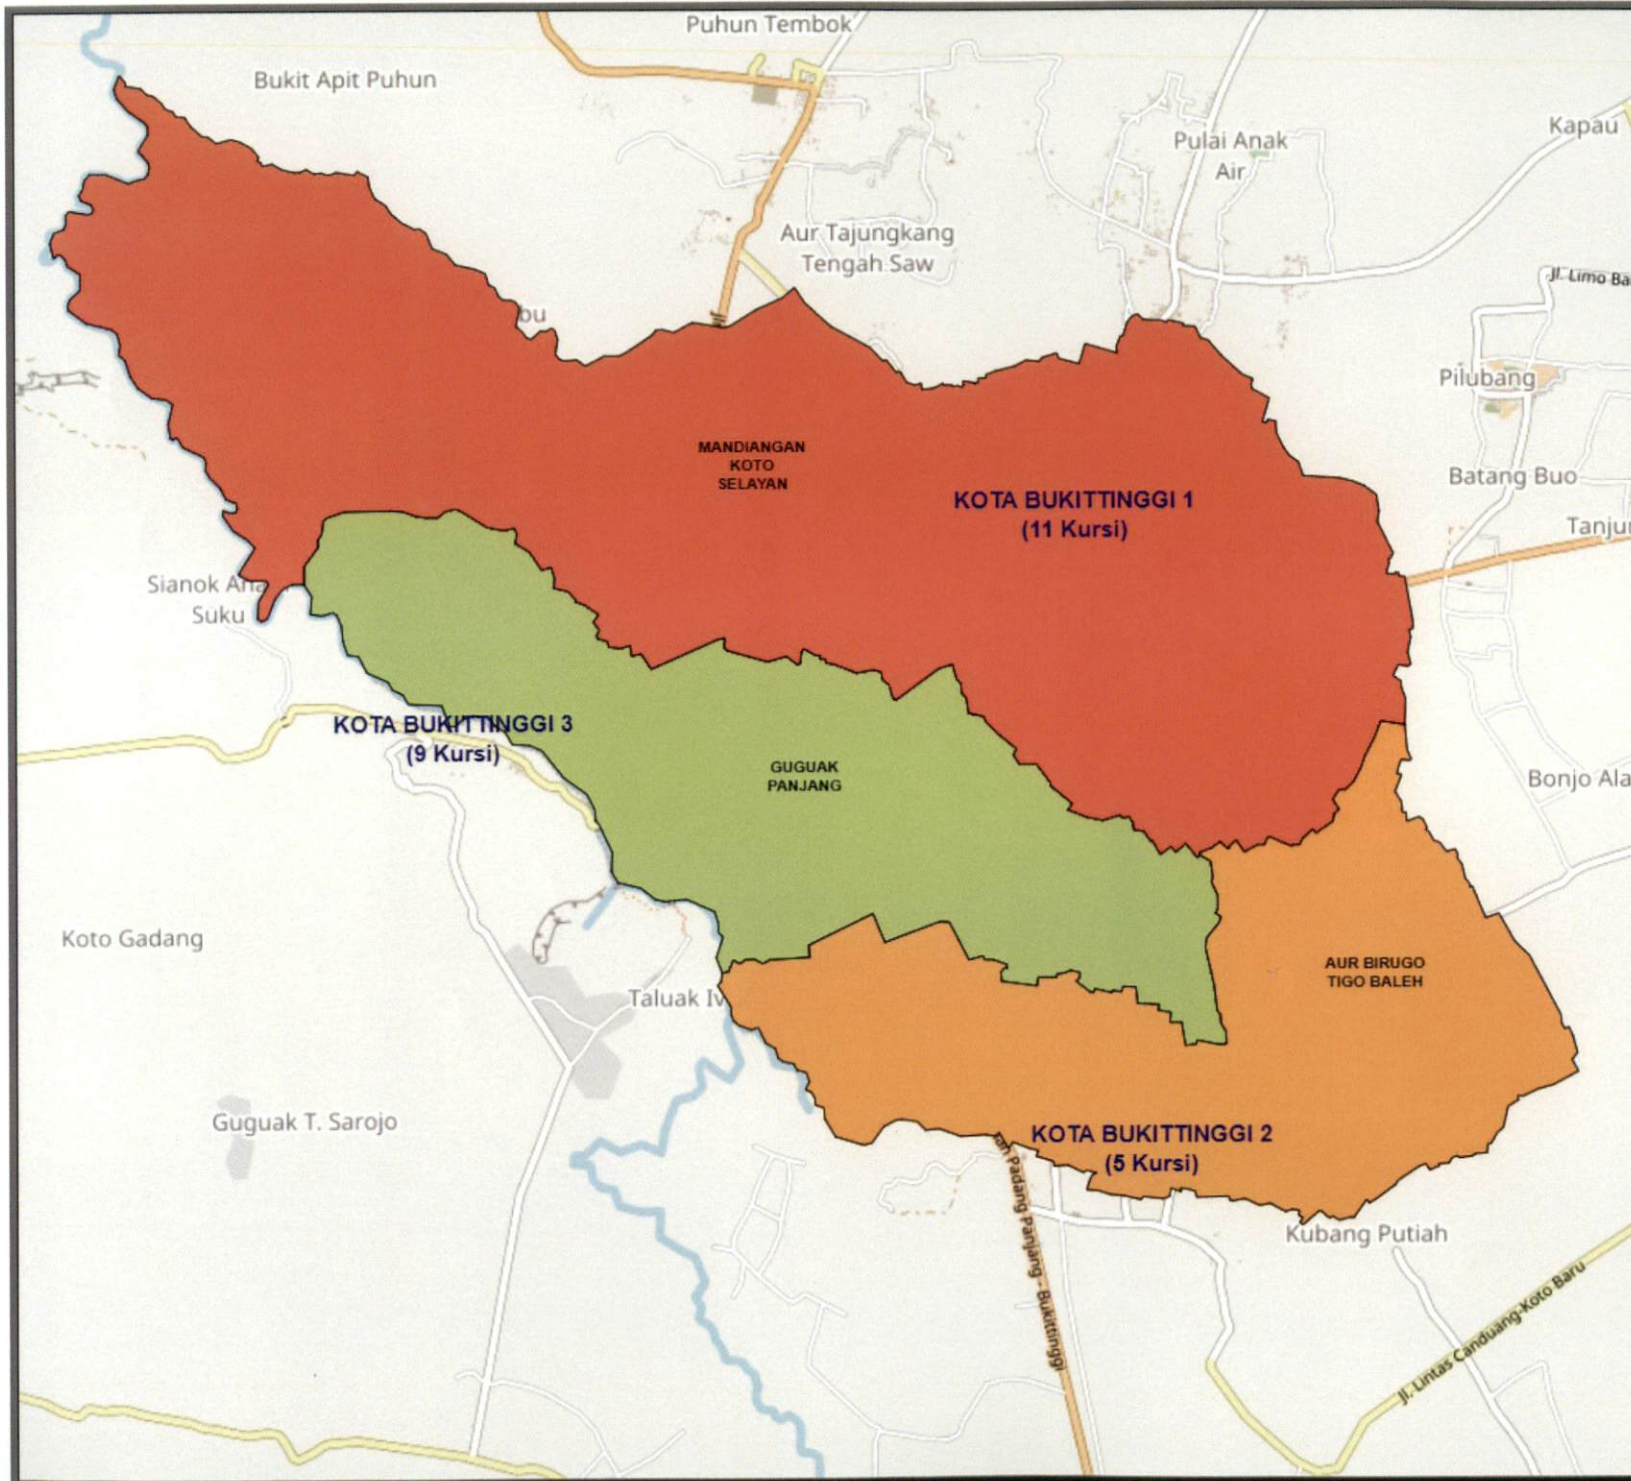 Puhun Tembok
Bukit Apit Puhun
Kapau
Pulai Anak
Air
Aur Tajungkang
Tengah Saw
Jl. Limo Ba
bu
Jl
Pilubang
MANDIANGAN
KOTO
SELAYAN
Batang Buo
KOTA BUKITTINGGI 1
(11 Kursi)
Tanjur
Sianok Ana
Suku
KOTA BUKITTINGGI 3
(9 Kursi)
GUGUAK
PANJANG
Bonjo Ala
Koto Gadang
AUR BIRUGO
TIGO BALEH
Taluak Iv
Guguak T. Sarojo
KOTA BUKITTINGGI 2
(5 Kursi)
an Padang Panjang - Bukittinggi
Kubang Putiah
Jl. Lintas Canduang-Koto Baru